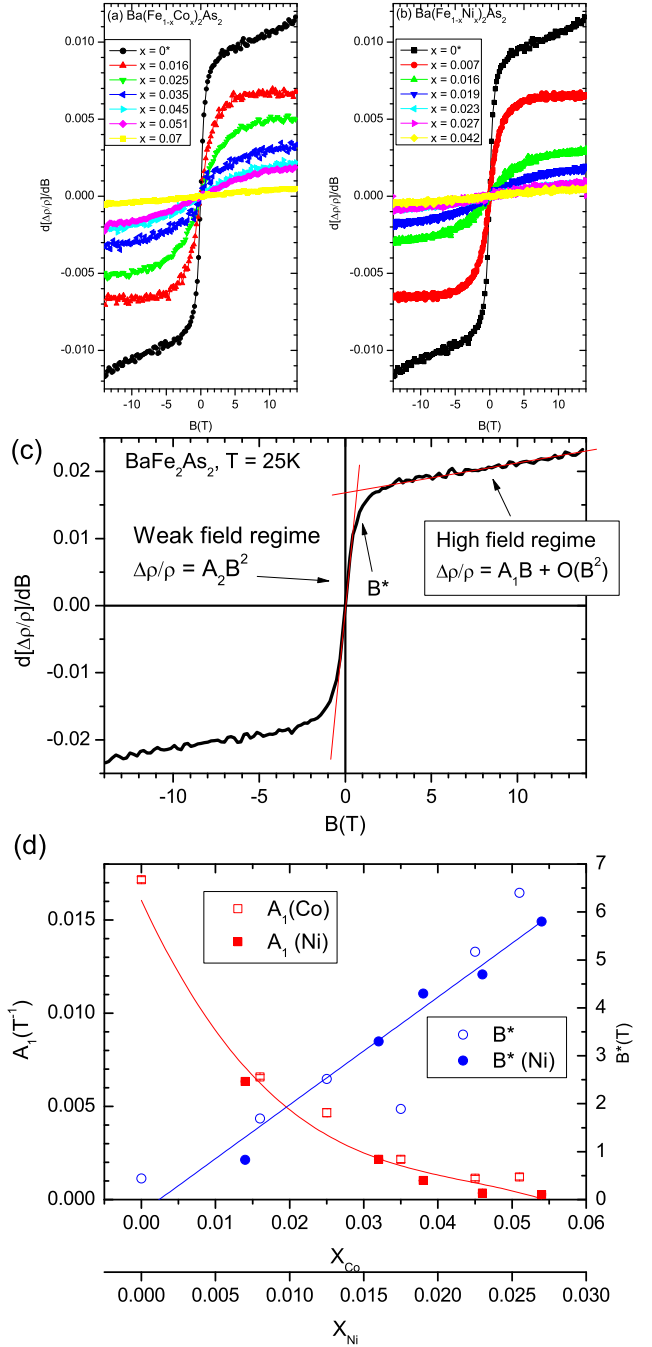 (a) Ba(Fe1-xCox)2As2
0.010
0.005
0.000
-0.005
-0.010
d[Δρ/ρ]/dB
x = 0*
x = 0.016
x = 0.025
x = 0.035
x = 0.045
x = 0.051
x = 0.07
-10 -5 0 5 10
B(T)
(b) Ba(Fe1-xNix)2As2
0.010
0.005
0.000
-0.005
-0.010
d[Δρ/ρ]/dB
x = 0*
x = 0.007
x = 0.016
x = 0.019
x = 0.023
x = 0.027
x = 0.042
-10 -5 0 5 10
B(T)
(c)
BaFe2As2, T = 25K
0.02
0.01
0.00
-0.01
-0.02
d[Δρ/ρ]/dB
Weak field regime
Δρ/ρ = A2B²
B*
High field regime
Δρ/ρ = A1B + O(B²)
-10 -5 0 5 10
B(T)
(d)
0.015
0.010
0.005
0.000
A1(T⁻¹)
A1(Co)
A1 (Ni)
B*
B* (Ni)
7
6
5
4
3
2
1
0
B*(T)
0.00 0.01 0.02 0.03 0.04 0.05 0.06
XCo
0.000 0.005 0.010 0.015 0.020 0.025 0.030
XNi